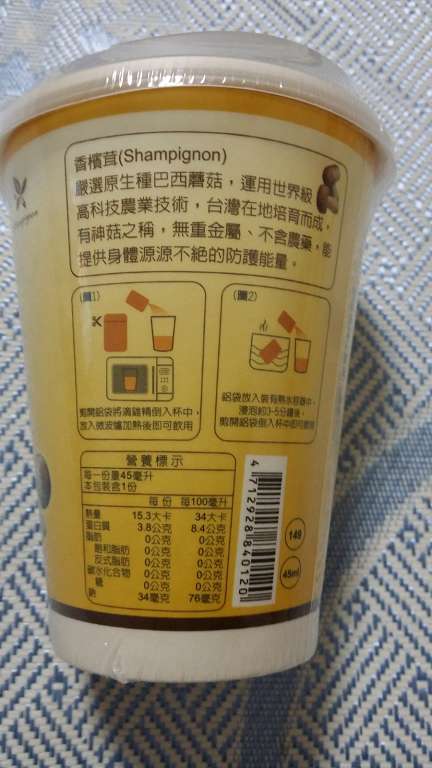 香檳茸(Shampignon)
嚴選原生種巴西蘑菇，運用世界級
高科技農業技術，台灣在地培育而成，
有神菇之稱，無重金屬、不含農藥，能
提供身體源源不絕的防護能量。
(圖1)
剪開鋁袋將滴雞精倒入杯中，
放入微波爐加熱後即可飲用
(圖2)
鋁袋放入裝有熱水容器中，
浸泡約3-5分鐘後，
剪開鋁袋倒入杯中即可飲用
營養標示
每一份量45毫升
本包裝含1份
每份 每100毫升
熱量 15.3大卡 34大卡
蛋白質 3.8公克 8.4公克
脂肪 0公克 0公克
飽和脂肪 0公克 0公克
反式脂肪 0公克 0公克
碳水化合物 0公克 0公克
糖 0公克 0公克
鈉 34毫克 76毫克
4712928840120
149
45ml